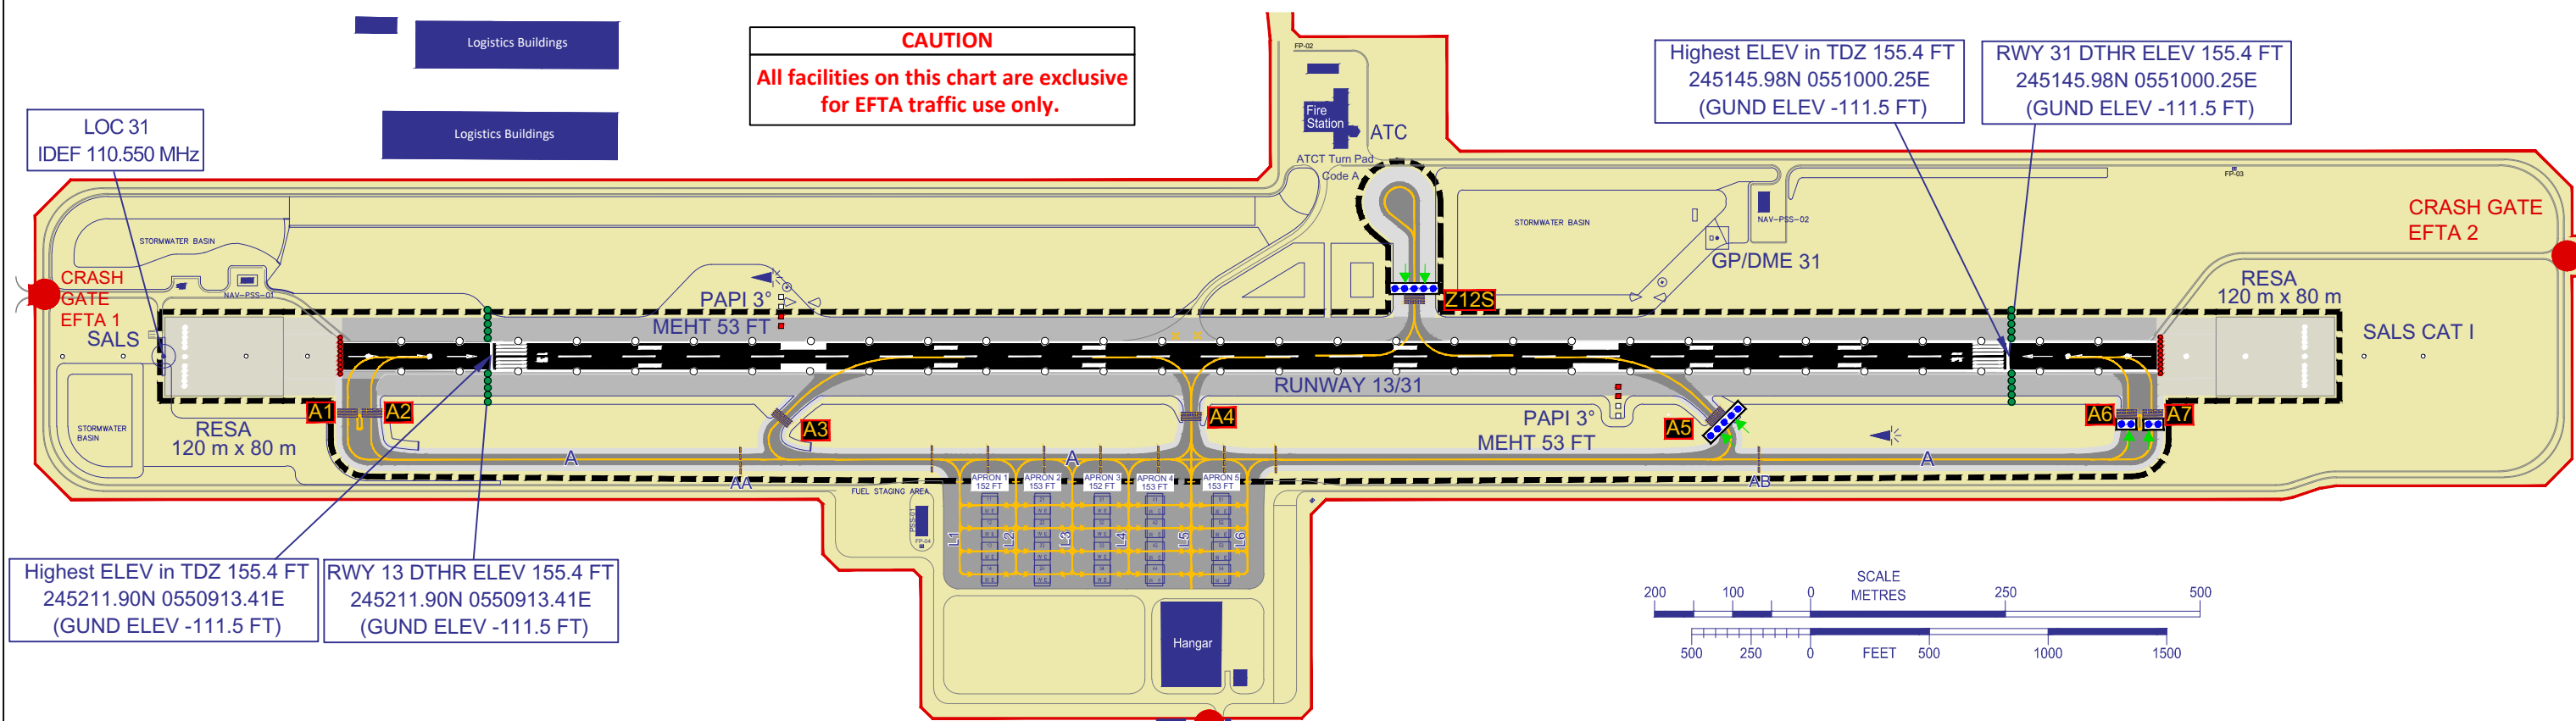 Logistics Buildings
Logistics Buildings
CAUTION
All facilities on this chart are exclusive
for EFTA traffic use only.
FP-02
Fire
Station
ATC
ATCT Turn Pad
Code A
Highest ELEV in TDZ 155.4 FT
245145.98N 0551000.25E
(GUND ELEV -111.5 FT)
RWY 31 DTHR ELEV 155.4 FT
245145.98N 0551000.25E
(GUND ELEV -111.5 FT)
LOC 31
IDEF 110.550 MHz
FP-03
CRASH GATE
EFTA 2
STORMWATER BASIN
STORMWATER BASIN
NAV-PSS-02
GP/DME 31
CRASH
GATE
EFTA 1
NAV-PSS-01
SALS
PAPI 3°
MEHT 53 FT
Z12S
RESA
120 m x 80 m
SALS CAT I
RUNWAY 13/31
A1
A2
A3
A4
A5
A6
A7
STORMWATER
BASIN
RESA
120 m x 80 m
PAPI 3°
MEHT 53 FT
A
A
A
AA
AB
FUEL STAGING AREA
APRON 1
152 FT
APRON 2
153 FT
APRON 3
152 FT
APRON 4
153 FT
APRON 5
153 FT
PSS-01
FP-04
L1
L2
L3
L4
L5
L6
Highest ELEV in TDZ 155.4 FT
245211.90N 0550913.41E
(GUND ELEV -111.5 FT)
RWY 13 DTHR ELEV 155.4 FT
245211.90N 0550913.41E
(GUND ELEV -111.5 FT)
Hangar
SCALE
200 100 0 METRES 250 500
500 250 0 FEET 500 1000 1500